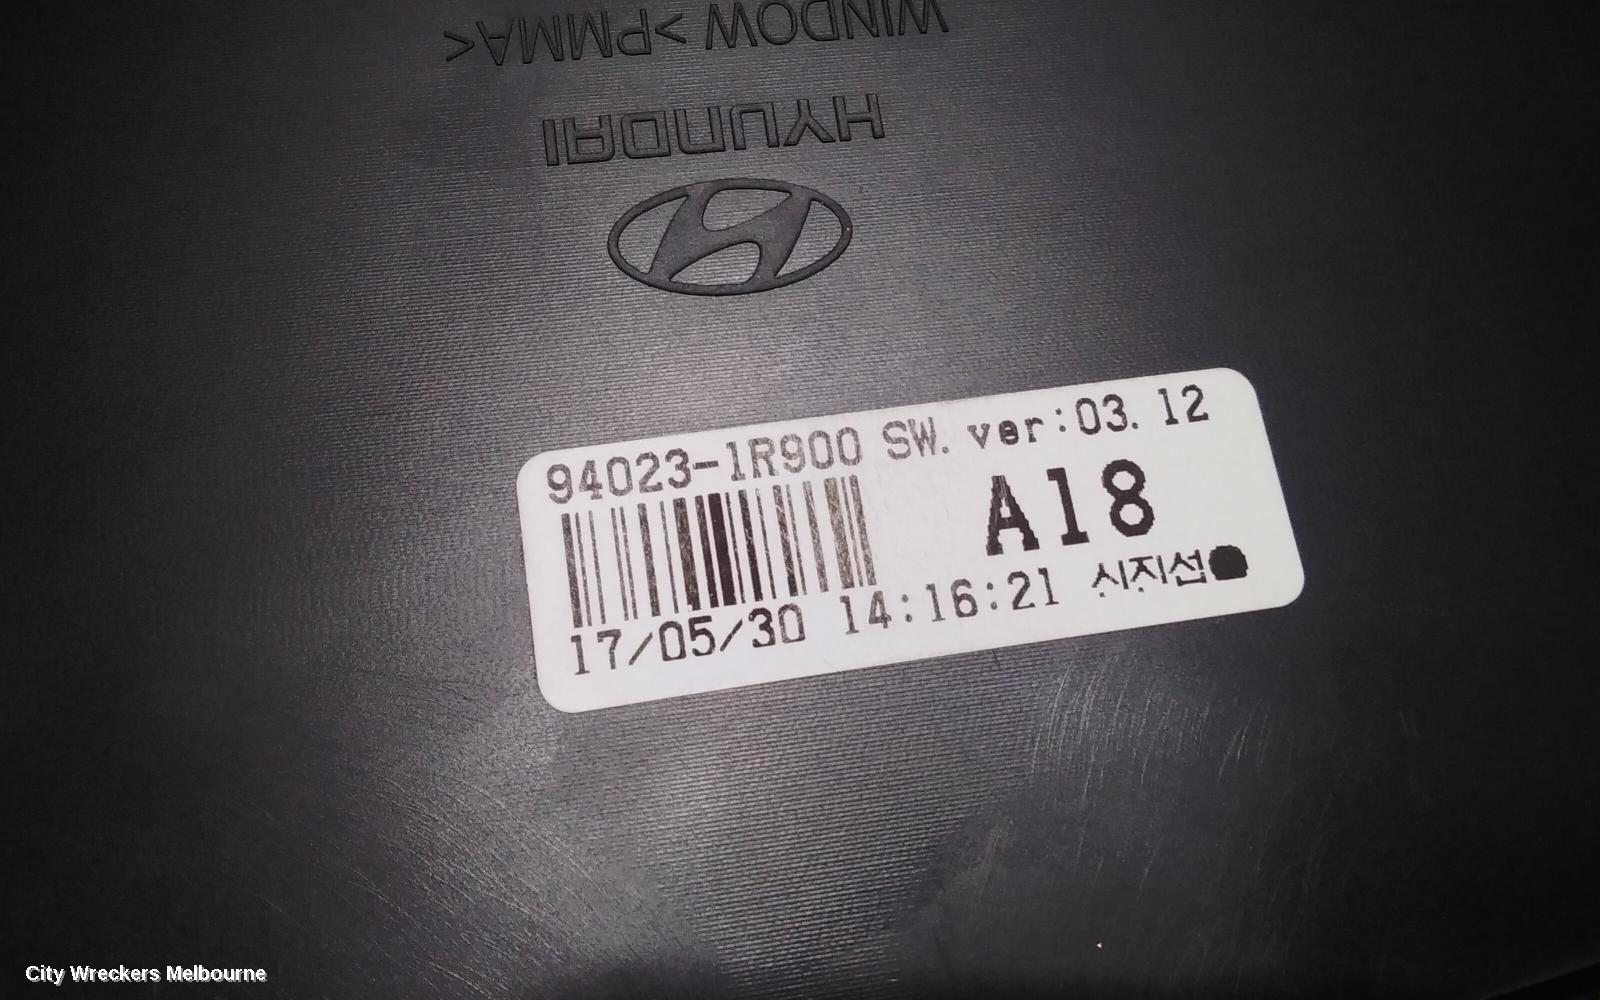 WINDOW >PMMA<
HYUNDAI
94023-1R900 SW. ver:03.12
A18
17/05/30 14:16:21 시지선●
City Wreckers Melbourne